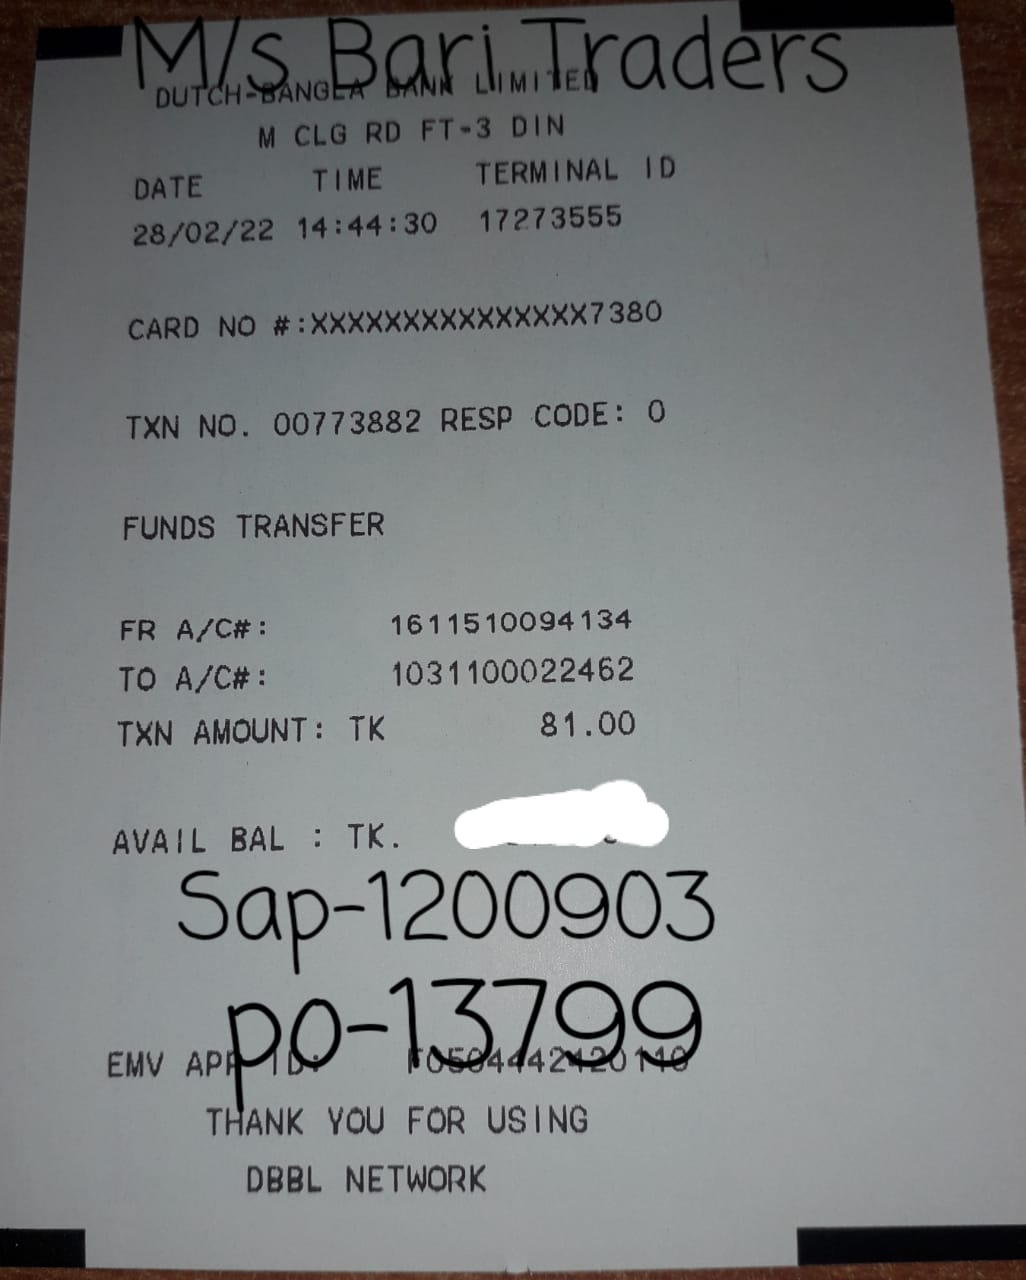 M/s Bari Traders
DUTCH-BANGLA BANK LIMITED
M CLG RD FT-3 DIN
DATE TIME TERMINAL ID
28/02/22 14:44:30 17273555
CARD NO #:XXXXXXXXXXXXXXX7380
TXN NO. 00773882 RESP CODE: 0
FUNDS TRANSFER
FR A/C#: 1611510094134
TO A/C#: 1031100022462
TXN AMOUNT: TK 81.00
AVAIL BAL : TK.
Sap-1200903
po-13799
EMV APP ID:
THANK YOU FOR USING
DBBL NETWORK